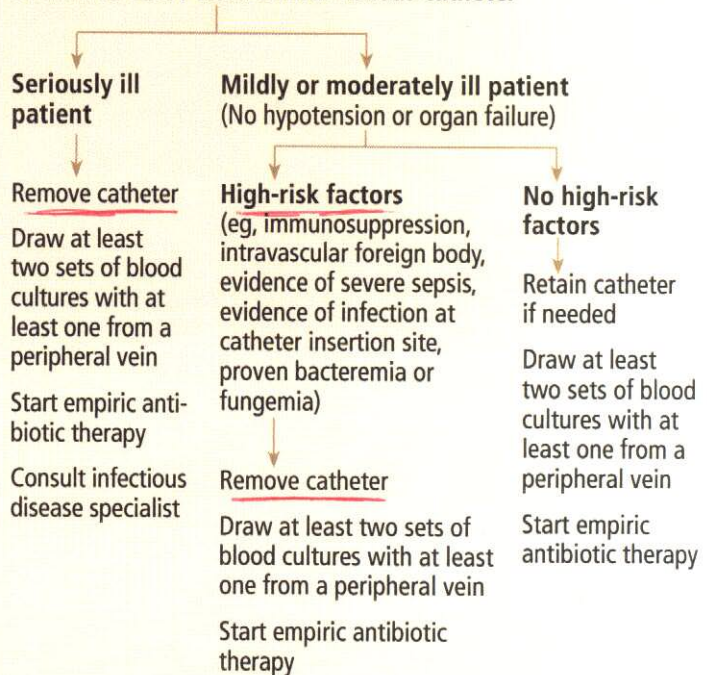 Seriously ill
patient
Remove catheter
Draw at least
two sets of blood
cultures with at
least one from a
peripheral vein
Start empiric anti-
biotic therapy
Consult infectious
disease specialist
Mildly or moderately ill patient
(No hypotension or organ failure)
High-risk factors
(eg, immunosuppression,
intravascular foreign body,
evidence of severe sepsis,
evidence of infection at
catheter insertion site,
proven bacteremia or
fungemia)
Remove catheter
Draw at least two sets of
blood cultures with at least
one from a peripheral vein
Start empiric antibiotic
therapy
No high-risk
factors
Retain catheter
if needed
Draw at least
two sets of blood
cultures with at
least one from a
peripheral vein
Start empiric
antibiotic therapy